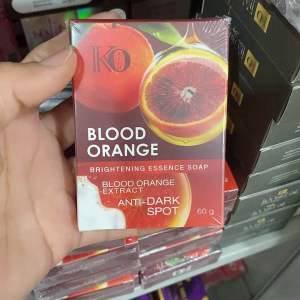 KO
BLOOD
ORANGE
BRIGHTENING ESSENCE SOAP
BLOOD ORANGE
EXTRACT
ANTI-DARK
SPOT
60 g